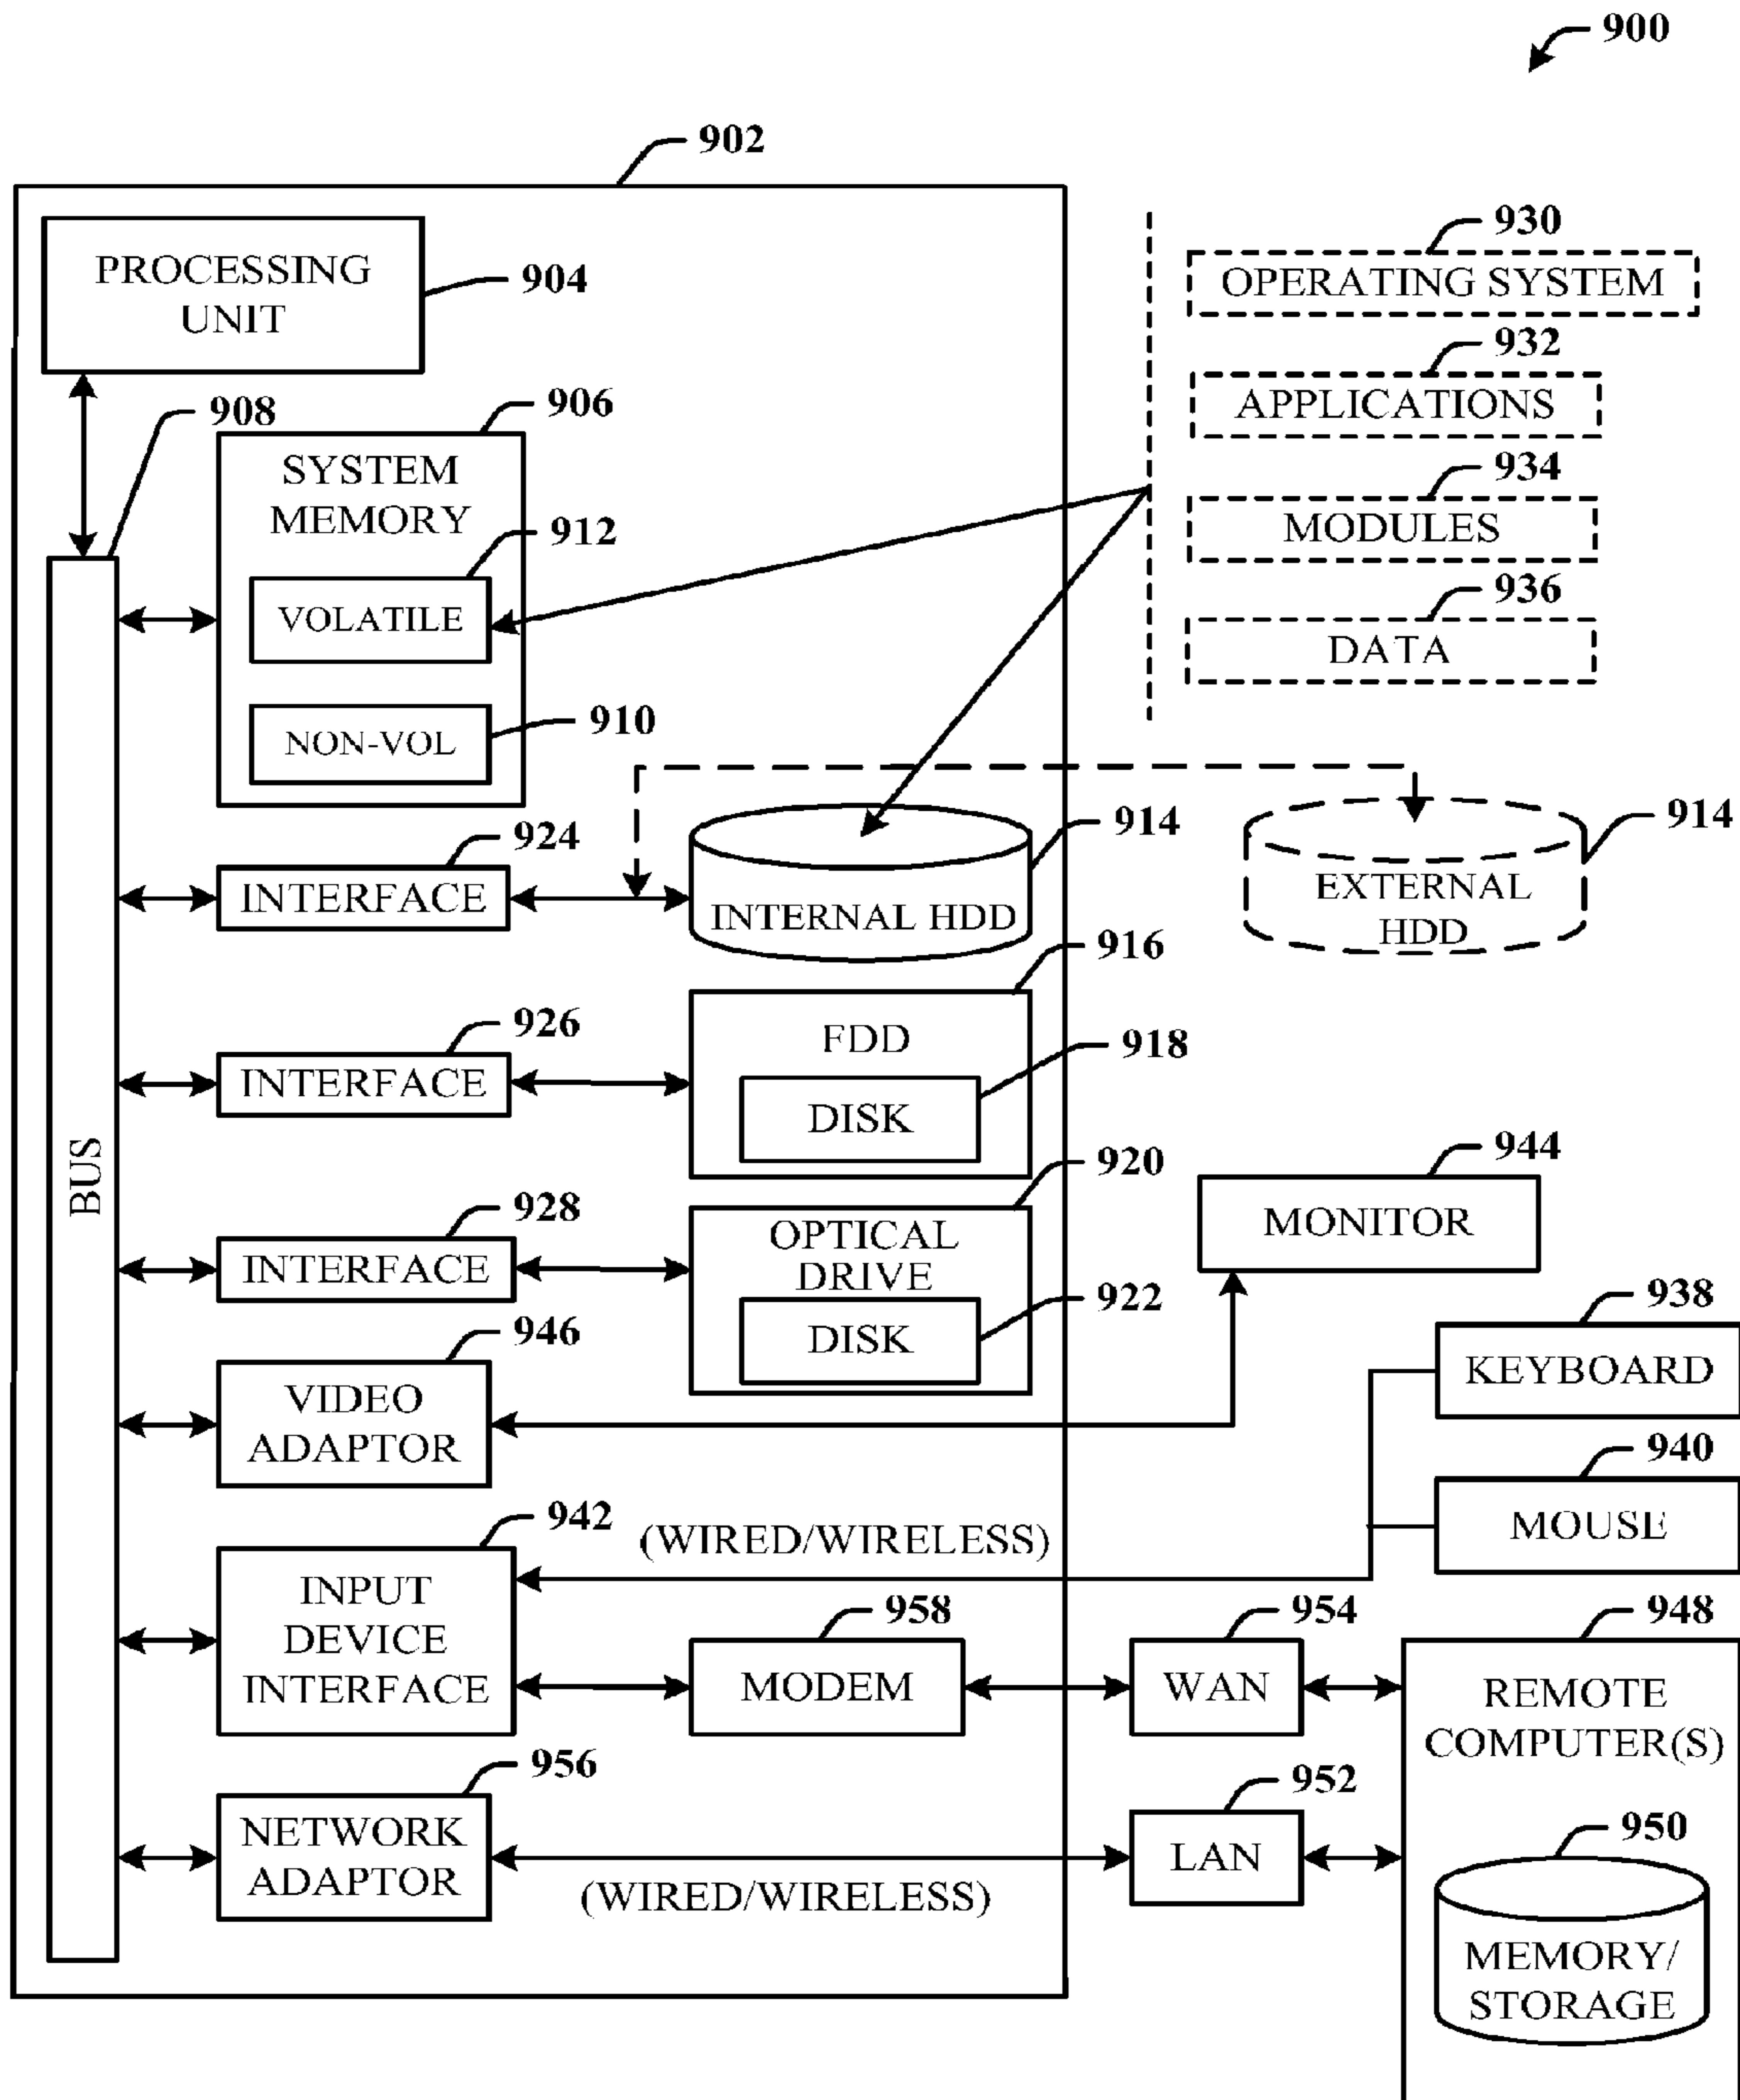 900
902
PROCESSING
UNIT
904
930
OPERATING SYSTEM
932
APPLICATIONS
934
MODULES
936
DATA
908
906
SYSTEM
MEMORY
912
VOLATILE
910
NON-VOL
924
INTERFACE
914
INTERNAL HDD
914
EXTERNAL
HDD
916
FDD
926
INTERFACE
918
DISK
BUS
920
OPTICAL
DRIVE
928
INTERFACE
922
DISK
944
MONITOR
946
VIDEO
ADAPTOR
938
KEYBOARD
940
MOUSE
942
INPUT
DEVICE
INTERFACE
(WIRED/WIRELESS)
958
MODEM
954
WAN
948
REMOTE
COMPUTER(S)
956
NETWORK
ADAPTOR
(WIRED/WIRELESS)
952
LAN
950
MEMORY/
STORAGE